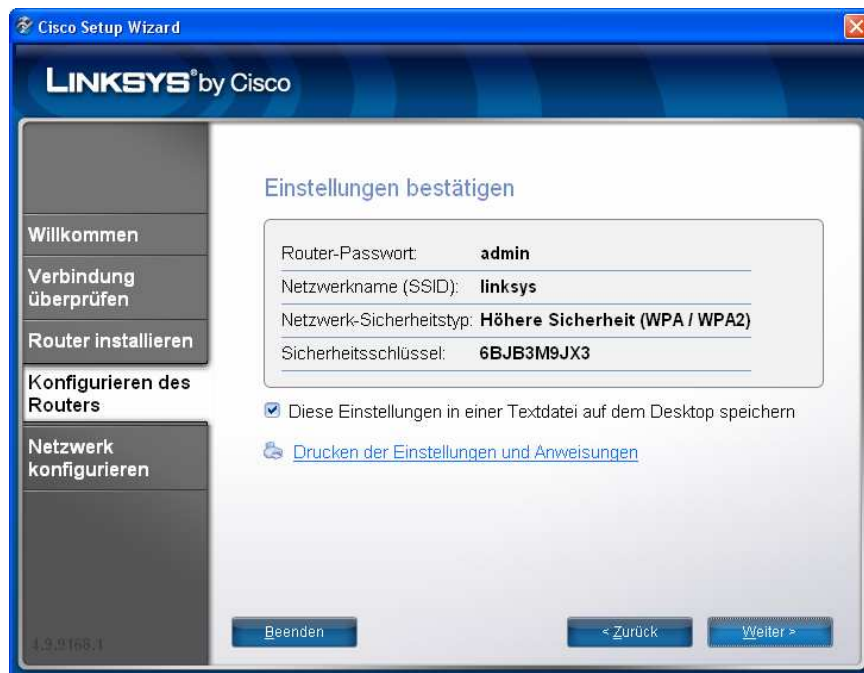 Cisco Setup Wizard
LINKSYS® by Cisco
Willkommen
Verbindung
überprüfen
Router installieren
Konfigurieren des
Routers
Netzwerk
konfigurieren
4.9.9168.1
Einstellungen bestätigen
Router-Passwort: admin
Netzwerkname (SSID): linksys
Netzwerk-Sicherheitstyp: Höhere Sicherheit (WPA / WPA2)
Sicherheitsschlüssel: 6BJB3M9JX3
Diese Einstellungen in einer Textdatei auf dem Desktop speichern
Drucken der Einstellungen und Anweisungen
Beenden
< Zurück
Weiter >